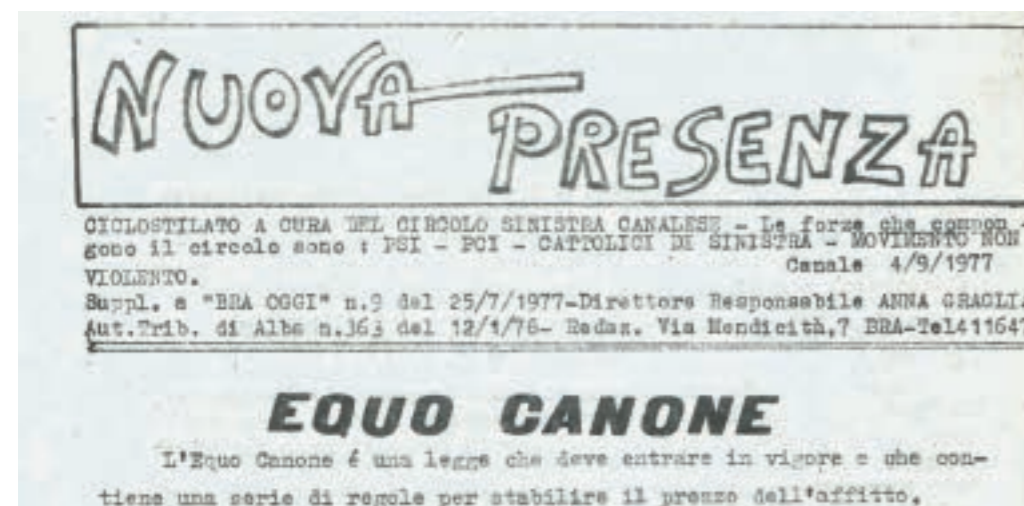 NUOVA
PRESENZA
CICLOSTILATO A CURA DEL CIRCOLO SINISTRA CANALESE - Le forze che compon -
gono il circolo sono : PSI - PCI - CATTOLICI DI SINISTRA - MOVIMENTO NON
VIOLENTO.
Canale 4/9/1977
Suppl. a "BRA OGGI" n.9 del 25/7/1977-Direttore Responsabile ANNA GRAGLIA
Aut.Trib. di Alba n.363 del 12/1/76- Redaz. Via Mendicità,7 BRA-Tel411647
EQUO CANONE
L'Equo Canone é una legge che deve entrare in vigore e che con-
tiene una serie di regole per stabilire il prezzo dell'affitto.